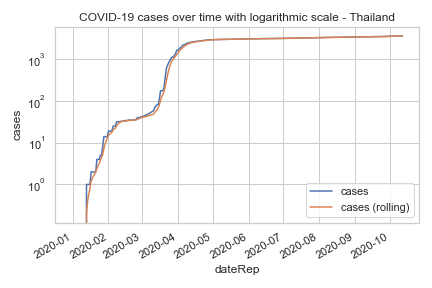 COVID-19 cases over time with logarithmic scale - Thailand
cases
10³
10²
10¹
10⁰
cases
cases (rolling)
2020-01
2020-02
2020-03
2020-04
2020-05
2020-06
2020-07
2020-08
2020-09
2020-10
dateRep